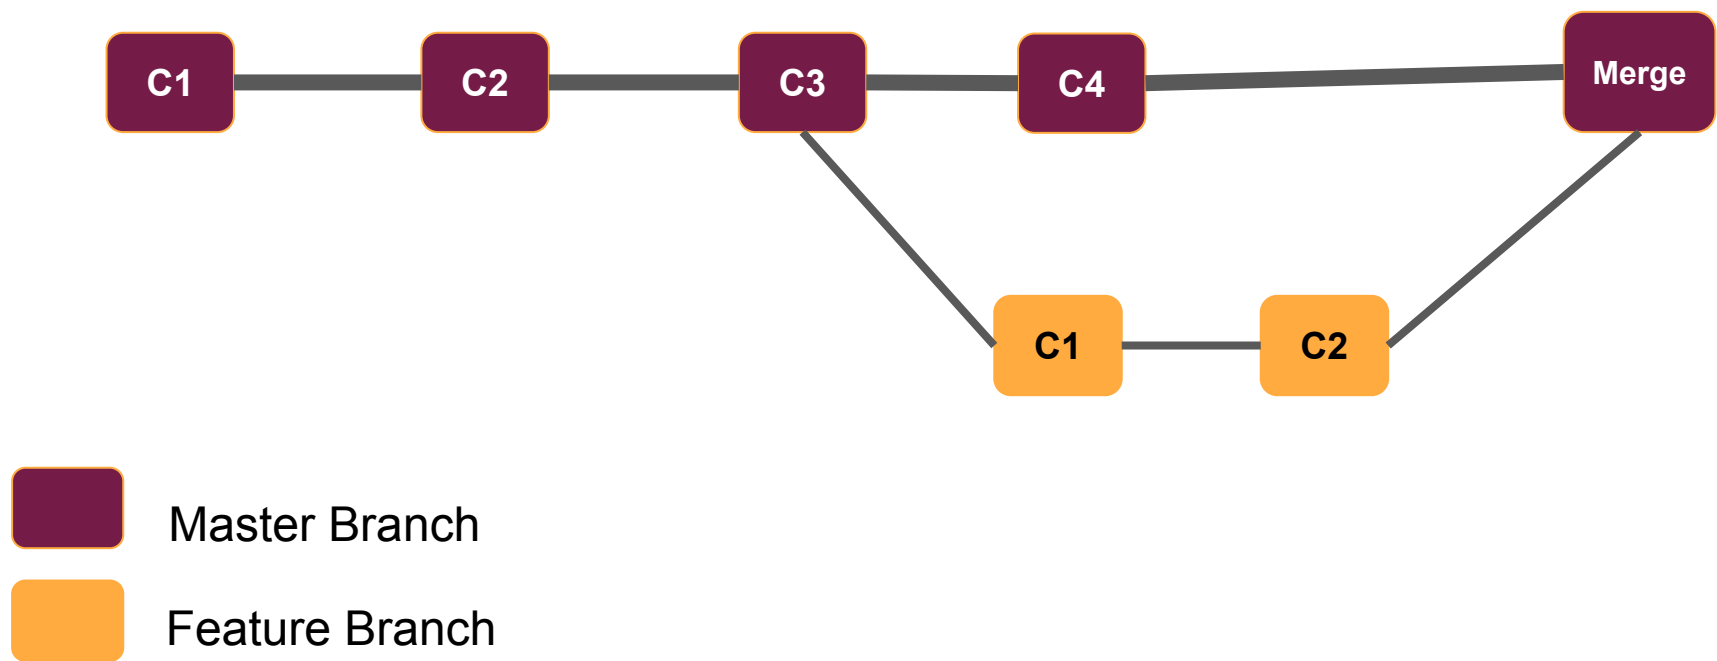 C1
C2
C3
C4
Merge
C1
C2
Master Branch
Feature Branch